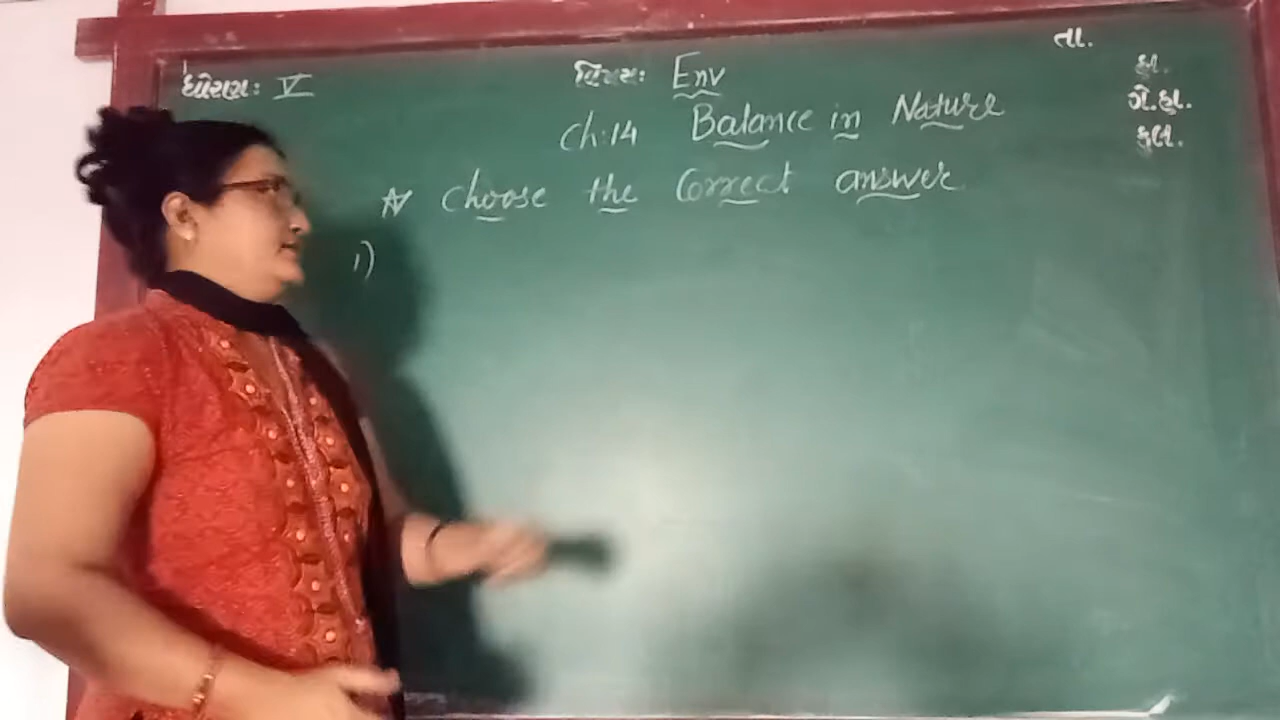 તા.
ધોરણ: V વિષય: Env હા.
ગે.હા.
Ch:14 Balance in Nature કુલ.
☆ Choose the Correct answer
1)